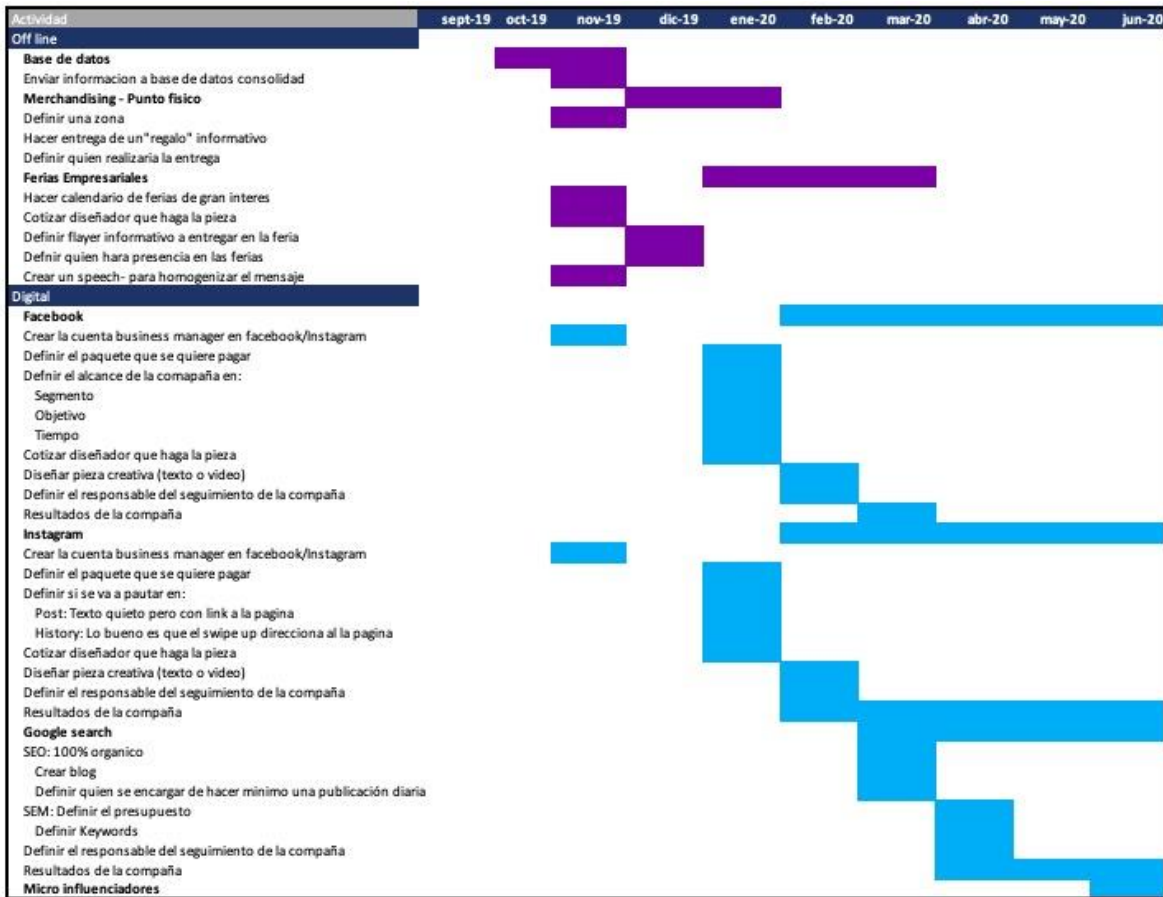 Actividad sept-19 oct-19 nov-19 dic-19 ene-20 feb-20 mar-20 abr-20 may-20 jun-20
Off line
Base de datos
Enviar informacion a base de datos consolidad
Merchandising - Punto fisico
Definir una zona
Hacer entrega de un"regalo" informativo
Definir quien realizaria la entrega
Ferias Empresariales
Hacer calendario de ferias de gran interes
Cotizar diseñador que haga la pieza
Definir flayer informativo a entregar en la feria
Defnir quien hara presencia en las ferias
Crear un speech- para homogenizar el mensaje
Digital
Facebook
Crear la cuenta business manager en facebook/Instagram
Definir el paquete que se quiere pagar
Defnir el alcance de la comapaña en:
Segmento
Objetivo
Tiempo
Cotizar diseñador que haga la pieza
Diseñar pieza creativa (texto o video)
Definir el responsable del seguimiento de la compaña
Resultados de la compaña
Instagram
Crear la cuenta business manager en facebook/Instagram
Definir el paquete que se quiere pagar
Definir si se va a pautar en:
Post: Texto quieto pero con link a la pagina
History: Lo bueno es que el swipe up direcciona al la pagina
Cotizar diseñador que haga la pieza
Diseñar pieza creativa (texto o video)
Definir el responsable del seguimiento de la compaña
Resultados de la compaña
Google search
SEO: 100% organico
Crear blog
Definir quien se encargar de hacer minimo una publicación diaria
SEM: Definir el presupuesto
Definir Keywords
Definir el responsable del seguimiento de la compaña
Resultados de la compaña
Micro influenciadores